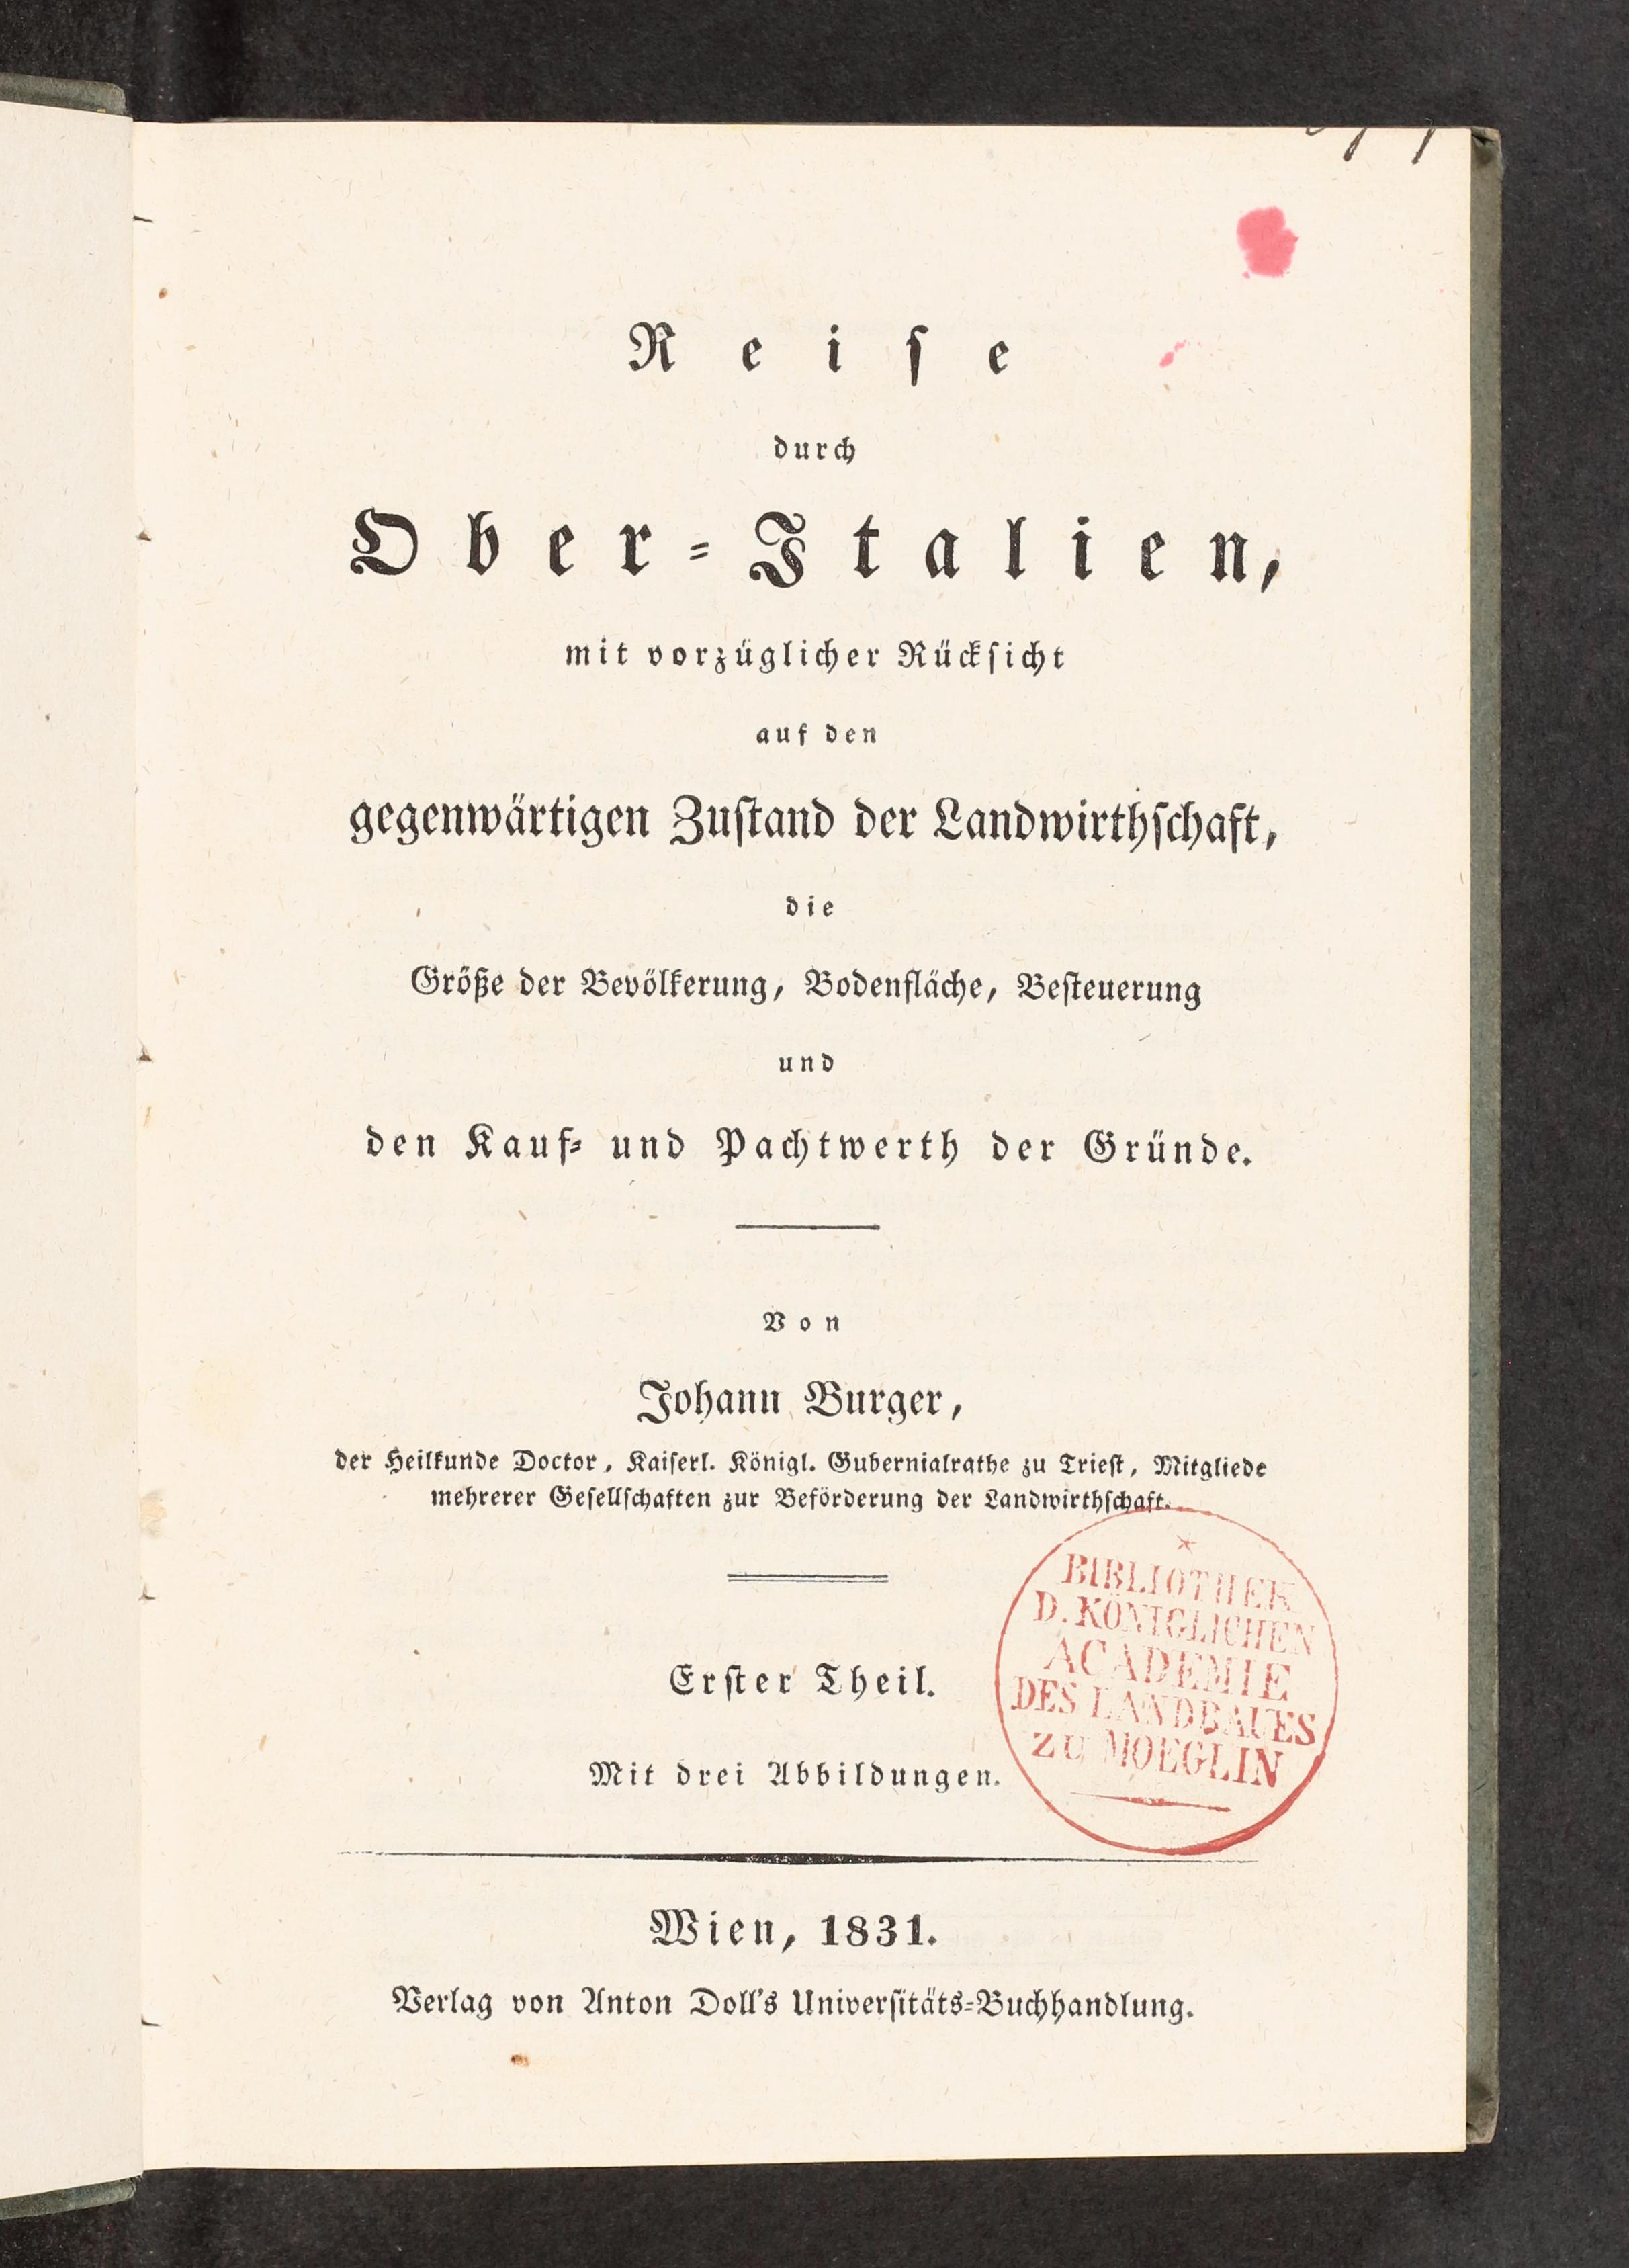 Reise
durch
Ober-Italien,
mit vorzüglicher Rücksicht
auf den
gegenwärtigen Zustand der Landwirthschaft,
die
Größe der Bevölkerung, Bodenfläche, Besteuerung
und
den Kauf- und Pachtwerth der Gründe.
Von
Johann Burger,
der Heilkunde Doctor, Kaiserl. Königl. Gubernialrathe zu Triest, Mitgliede
mehrerer Gesellschaften zur Beförderung der Landwirthschaft.
Erster Theil.
Mit drei Abbildungen.
BIBLIOTHEK
D. KÖNIGLICHEN
ACADEMIE
DES LANDBAUES
ZU MOEGLIN
Wien, 1831.
Verlag von Anton Doll's Universitäts-Buchhandlung.